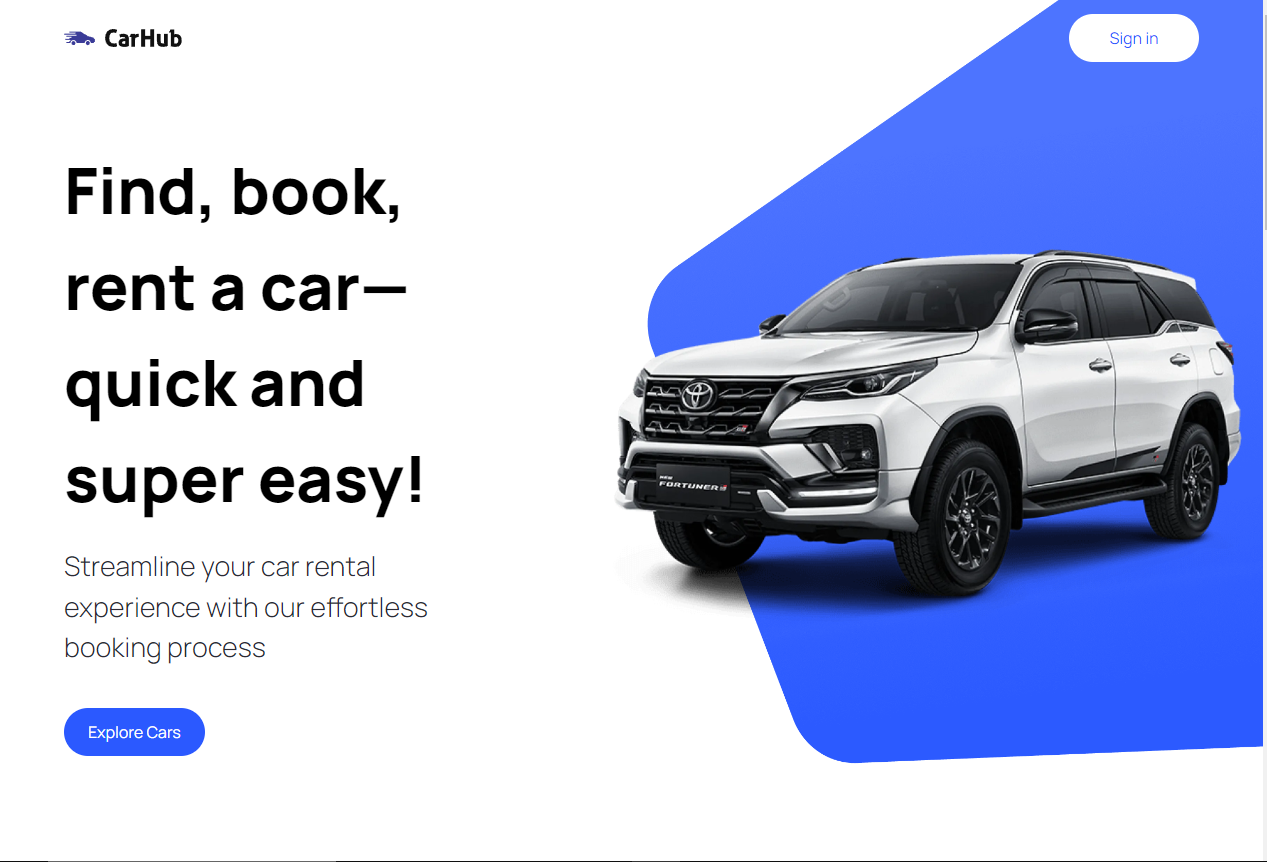 CarHub
Sign in
Find, book,
rent a car—
quick and
super easy!
Streamline your car rental
experience with our effortless
booking process
Explore Cars
NEW
FORTUNER